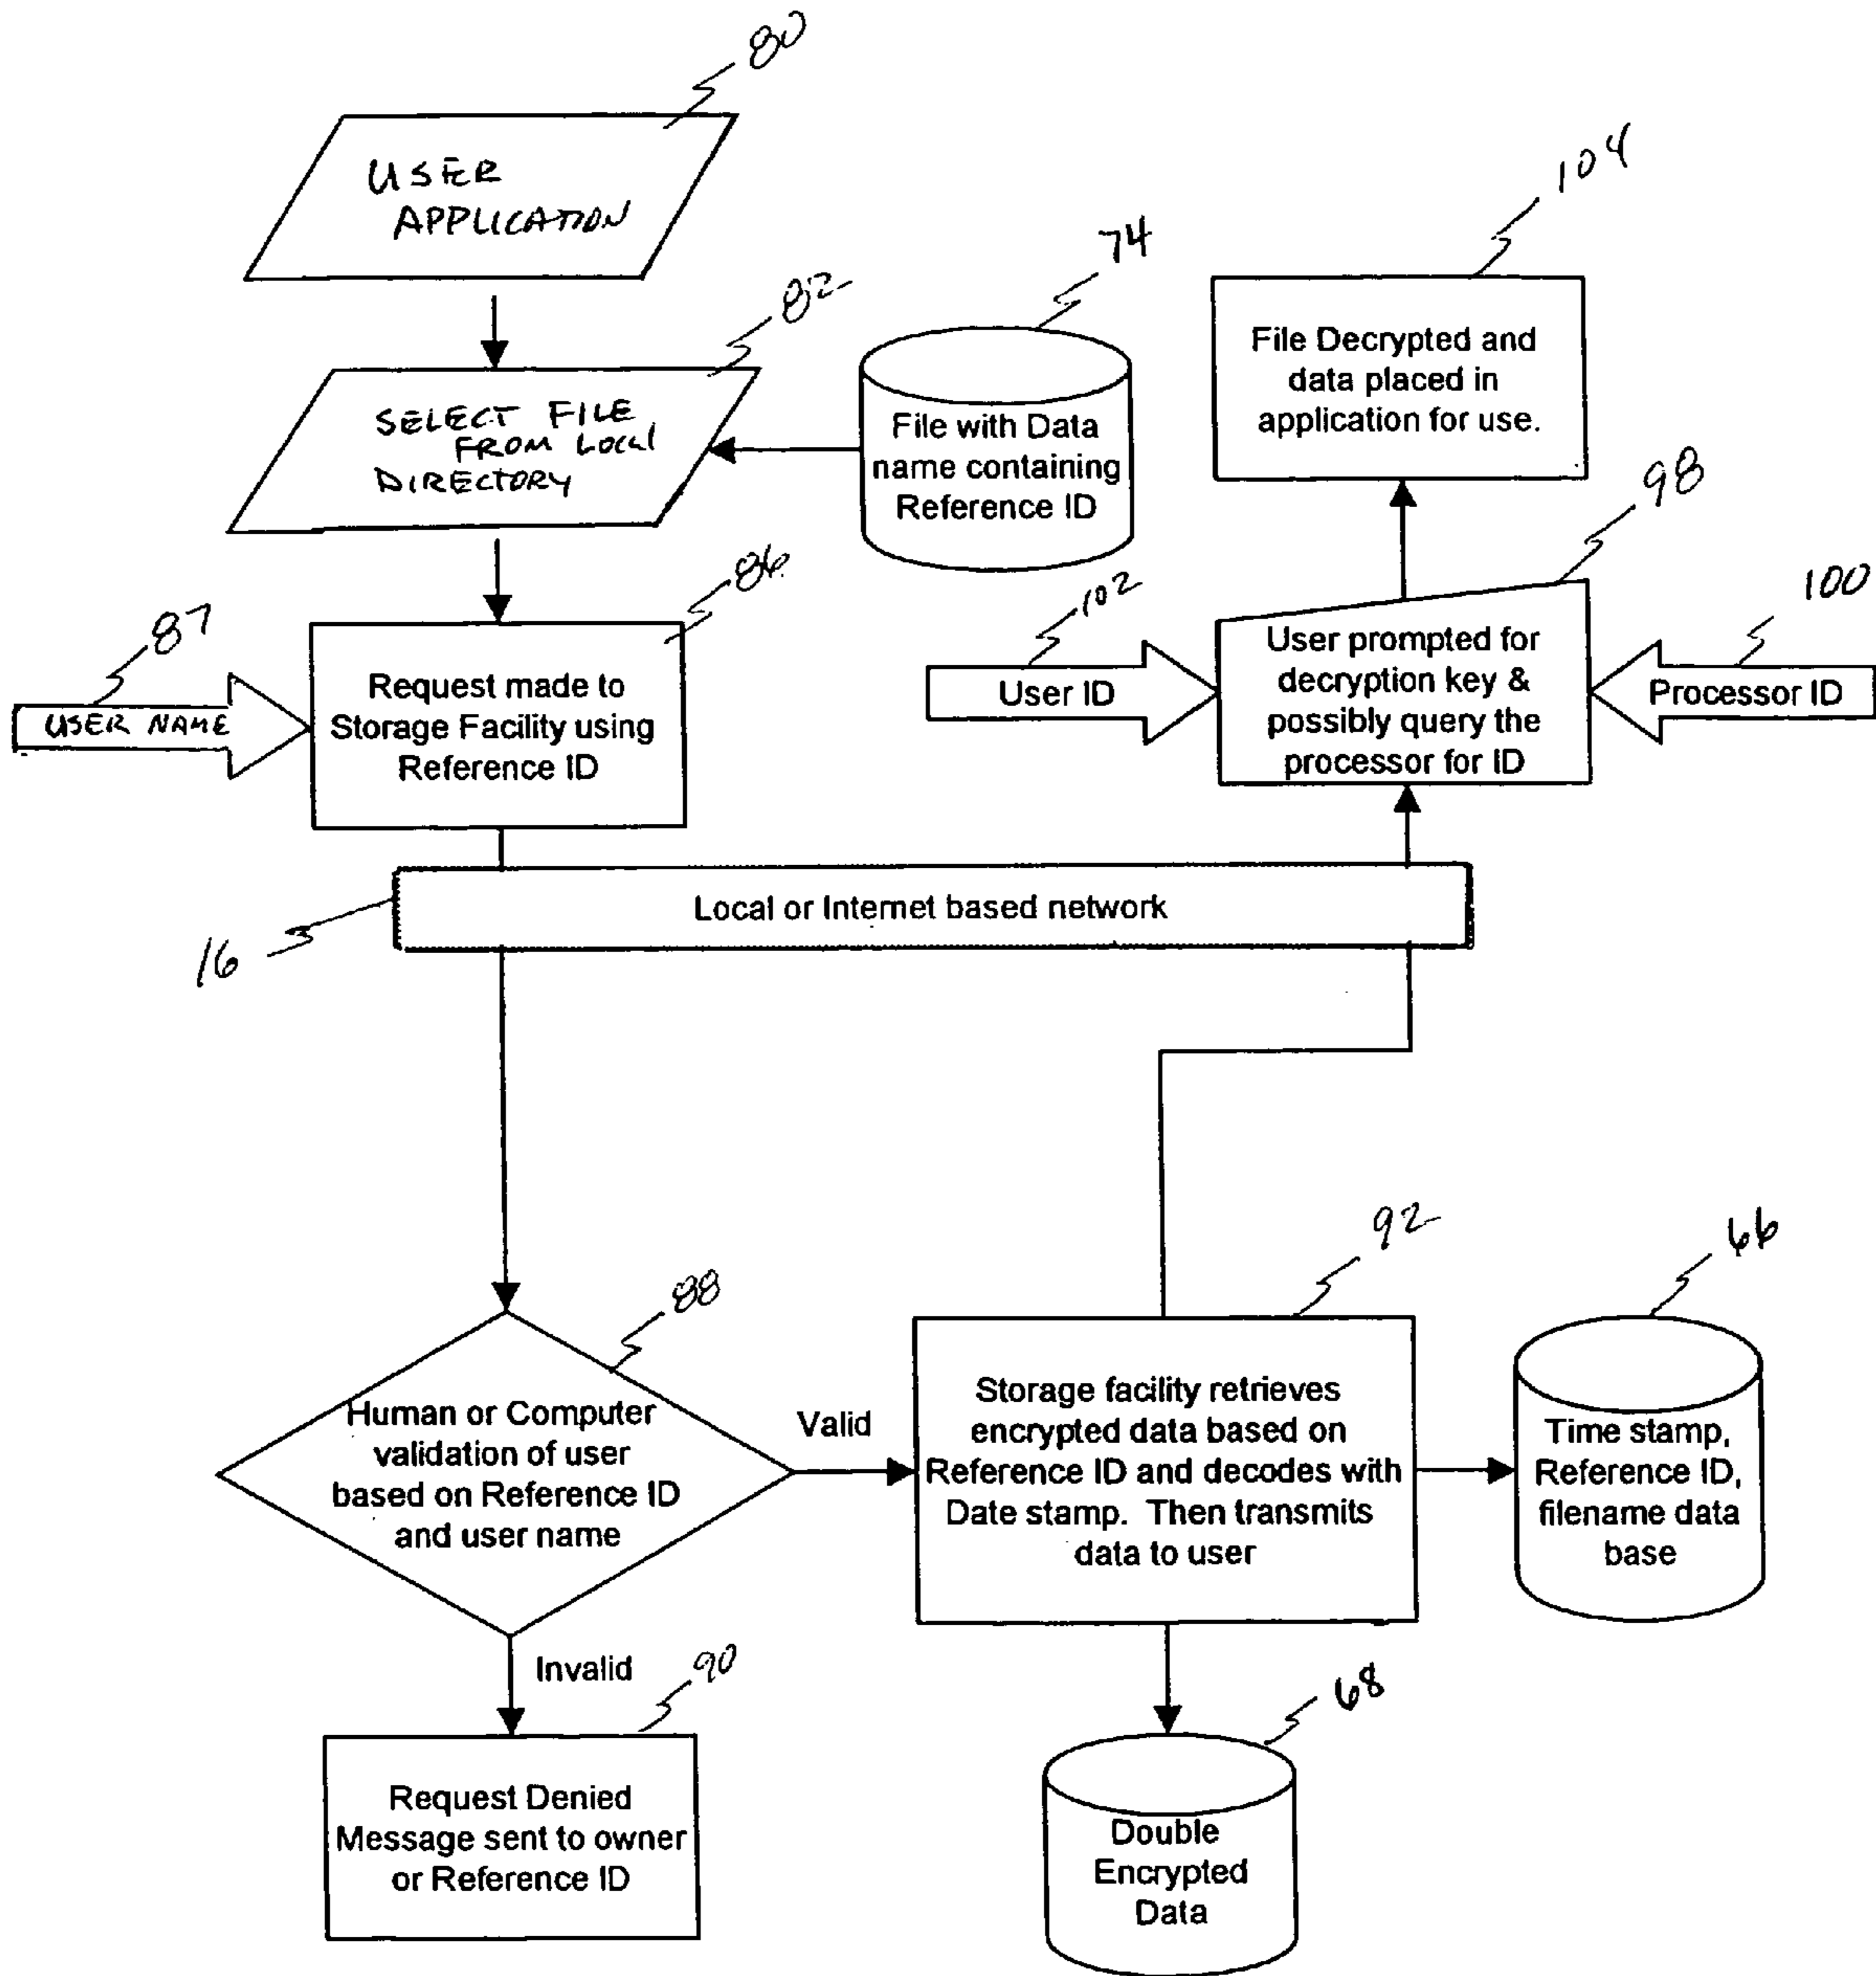 80
USER
APPLICATION
82
SELECT FILE
FROM LOCAL
DIRECTORY
74
File with Data
name containing
Reference ID
104
File Decrypted and
data placed in
application for use.
87
USER NAME
86
Request made to
Storage Facility using
Reference ID
102
User ID
98
User prompted for
decryption key &
possibly query the
processor for ID
100
Processor ID
16
Local or Internet based network
88
Human or Computer
validation of user
based on Reference ID
and user name
Valid
92
Storage facility retrieves
encrypted data based on
Reference ID and decodes with
Date stamp. Then transmits
data to user
66
Time stamp,
Reference ID,
filename data
base
Invalid
90
Request Denied
Message sent to owner
or Reference ID
68
Double
Encrypted
Data